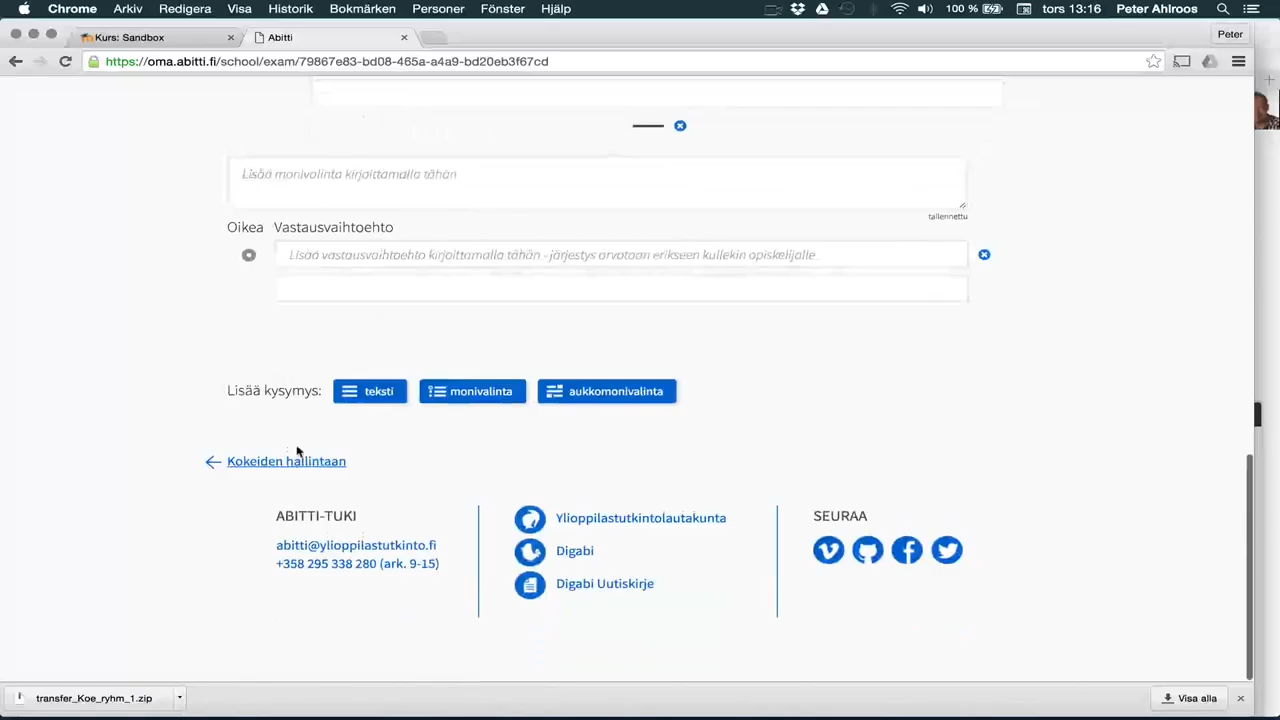 Chrome Arkiv Redigera Visa Historik Bokmärken Personer Fönster Hjälp 100 % tors 13:16 Peter Ahlroos
Kurs: Sandbox Abitti Peter
https://oma.abitti.fi/school/exam/79867e83-bd08-465a-a4a9-bd20eb3f67cd
Lisää monivalinta kirjoittamalla tähän
tallennettu
Oikea Vastausvaihtoehto
Lisää vastausvaihtoehto kirjoittamalla tähän - järjestys arvotaan erikseen kullekin opiskelijalle.
Lisää kysymys: teksti monivalinta aukkomonivalinta
Kokeiden hallintaan
ABITTI-TUKI
abitti@ylioppilastutkinto.fi
+358 295 338 280 (ark. 9-15)
Ylioppilastutkintolautakunta
Digabi
Digabi Uutiskirje
SEURAA
transfer_Koe_ryhm_1.zip Visa alla